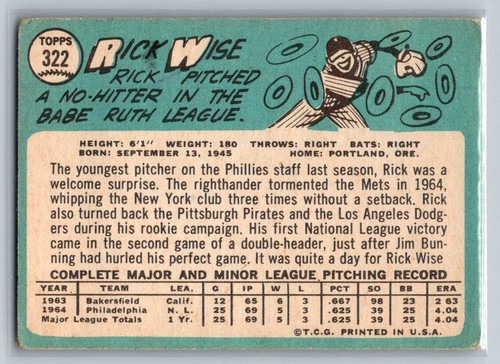 TOPPS
322
RICK WISE
RICK PITCHED
A NO-HITTER IN THE
BABE RUTH LEAGUE.
HEIGHT: 6'1" WEIGHT: 180 THROWS: RIGHT BATS: RIGHT
BORN: SEPTEMBER 13, 1945 HOME: PORTLAND, ORE.
The youngest pitcher on the Phillies staff last season, Rick was a
welcome surprise. The righthander tormented the Mets in 1964,
whipping the New York club three times without a setback. Rick
also turned back the Pittsburgh Pirates and the Los Angeles Dodg-
ers during his rookie campaign. His first National League victory
came in the second game of a double-header, just after Jim Bun-
ning had hurled his perfect game. It was quite a day for Rick Wise
COMPLETE MAJOR AND MINOR LEAGUE PITCHING RECORD
YEAR TEAM LEA. G IP W L PCT SO BB ERA
1963 Bakersfield Calif. 12 65 6 3 .667 98 23 2 63
1964 Philadelphia N. L. 25 69 5 3 .625 39 25 4.04
Major League Totals 1 Yr. 25 69 5 3 .625 39 25 4.04
©T.C.G. PRINTED IN U.S.A.